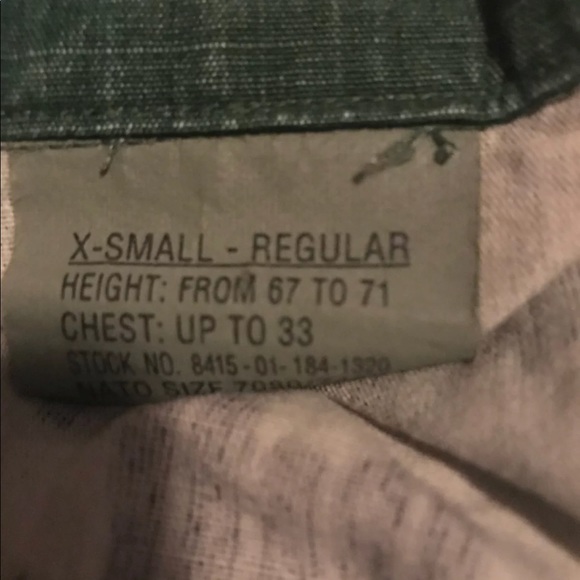 X-SMALL - REGULAR
HEIGHT: FROM 67 TO 71
CHEST: UP TO 33
STOCK NO. 8415-01-184-1320
NATO SIZE